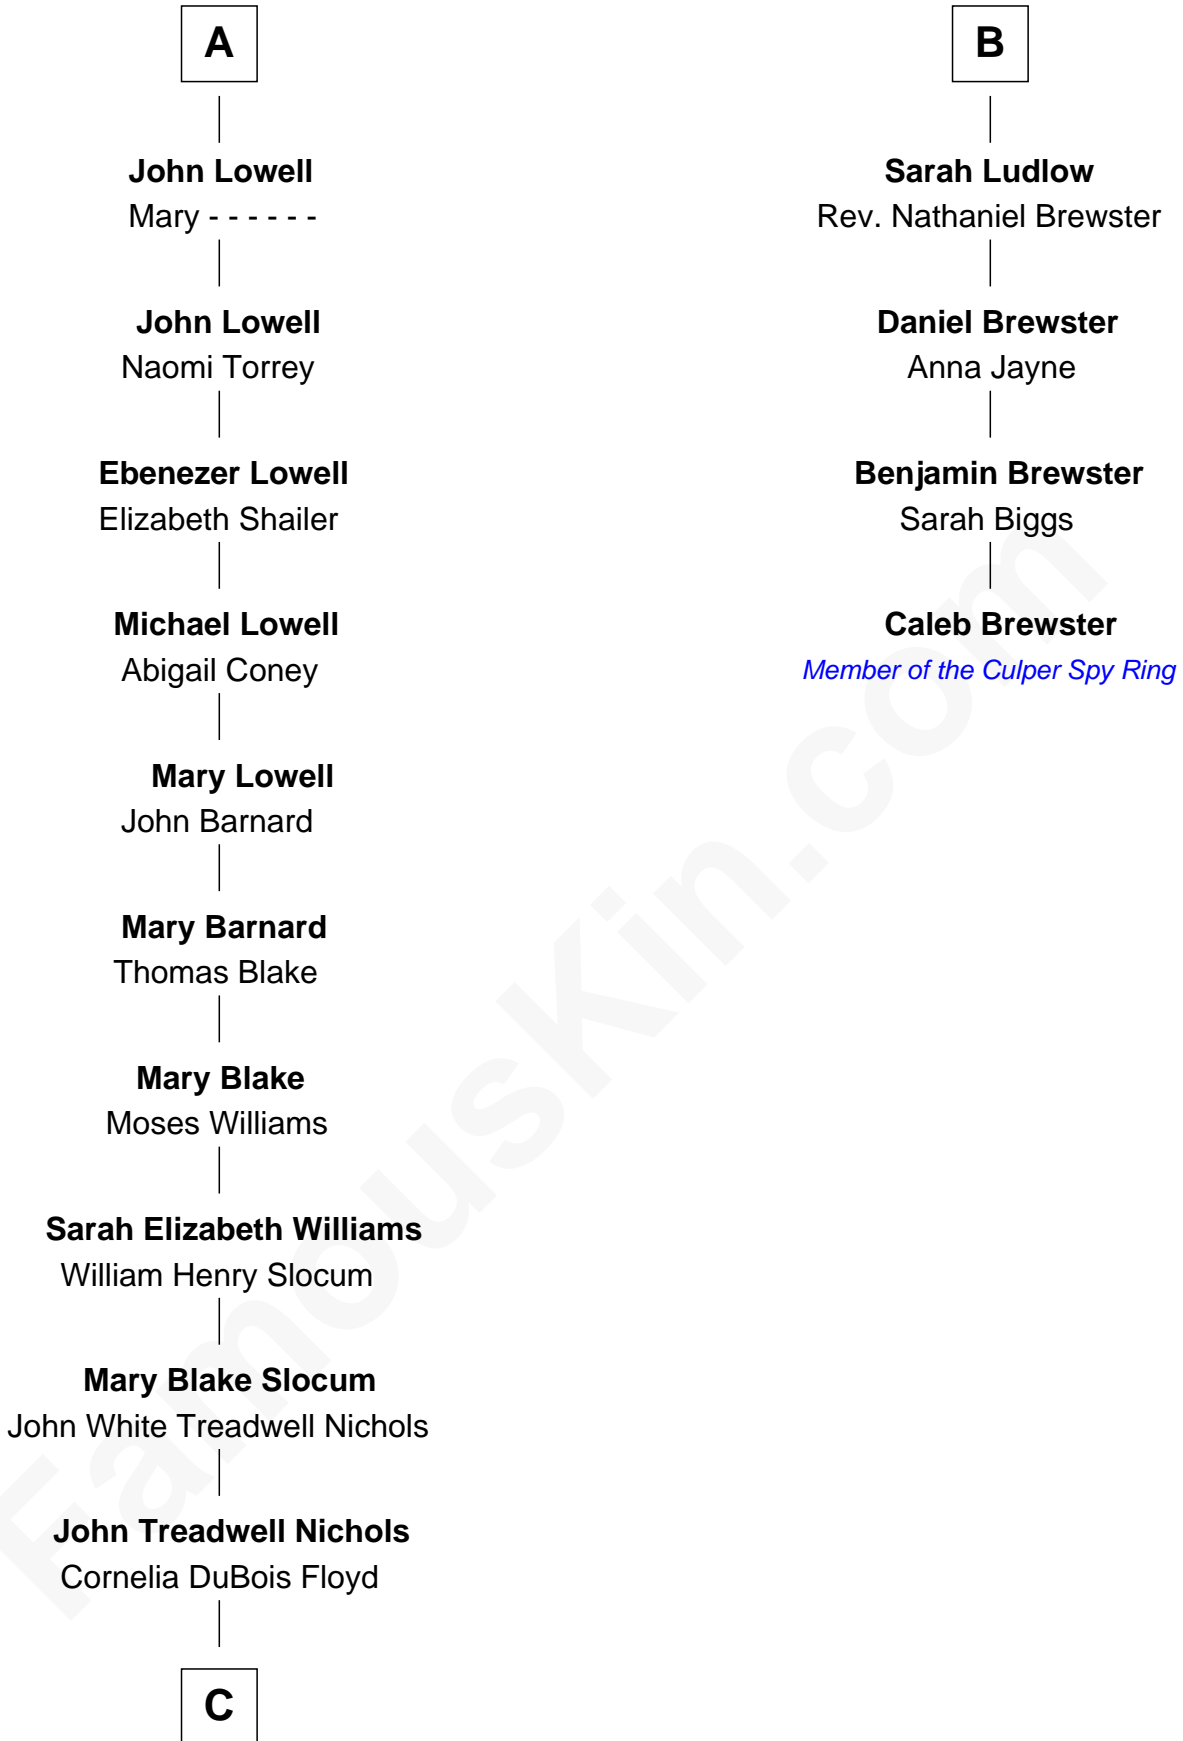 A
John Lowell
Mary - - - - - -
John Lowell
Naomi Torrey
Ebenezer Lowell
Elizabeth Shailer
Michael Lowell
Abigail Coney
Mary Lowell
John Barnard
Mary Barnard
Thomas Blake
Mary Blake
Moses Williams
Sarah Elizabeth Williams
William Henry Slocum
Mary Blake Slocum
John White Treadwell Nichols
John Treadwell Nichols
Cornelia DuBois Floyd
C
B
Sarah Ludlow
Rev. Nathaniel Brewster
Daniel Brewster
Anna Jayne
Benjamin Brewster
Sarah Biggs
Caleb Brewster
Member of the Culper Spy Ring
FamousKin.com